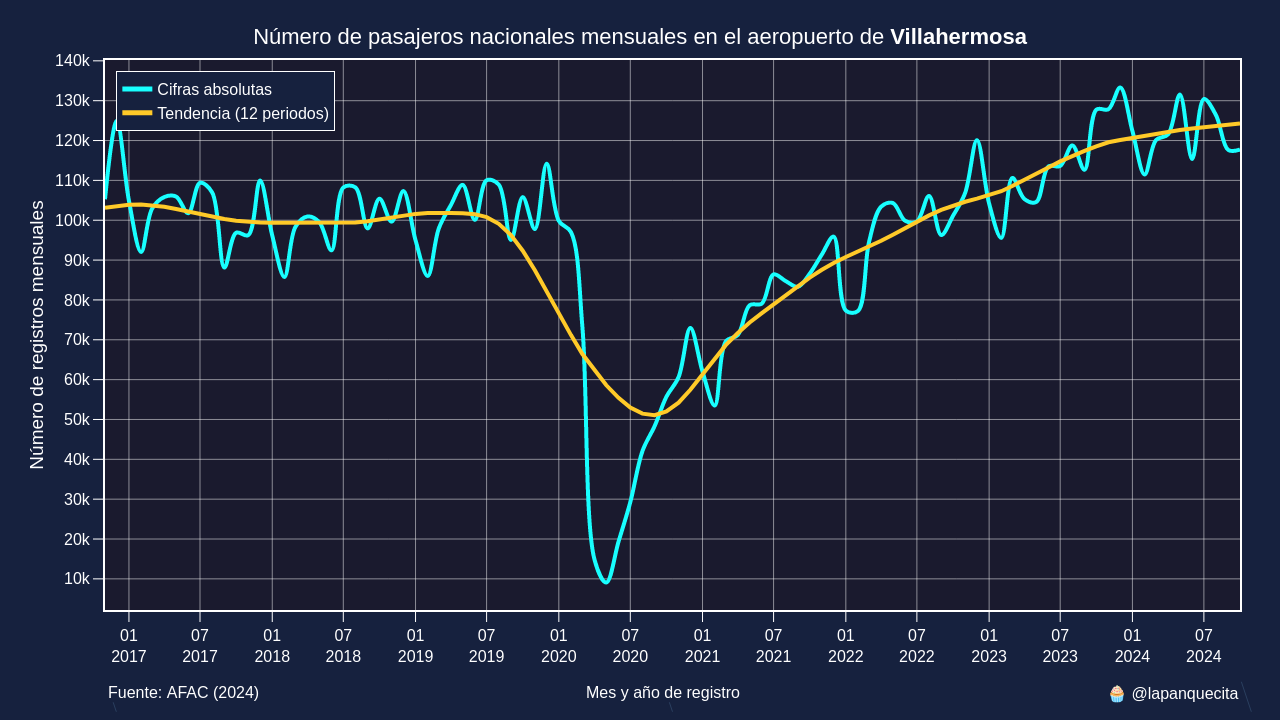 Número de pasajeros nacionales mensuales en el aeropuerto de Villahermosa
Cifras absolutas
Tendencia (12 periodos)
Número de registros mensuales
140k
130k
120k
110k
100k
90k
80k
70k
60k
50k
40k
30k
20k
10k
01 07 01 07 01 07 01 07 01 07 01 07 01 07 01 07
2017 2017 2018 2018 2019 2019 2020 2020 2021 2021 2022 2022 2023 2023 2024 2024
Fuente: AFAC (2024) Mes y año de registro 🧁 @lapanquecita